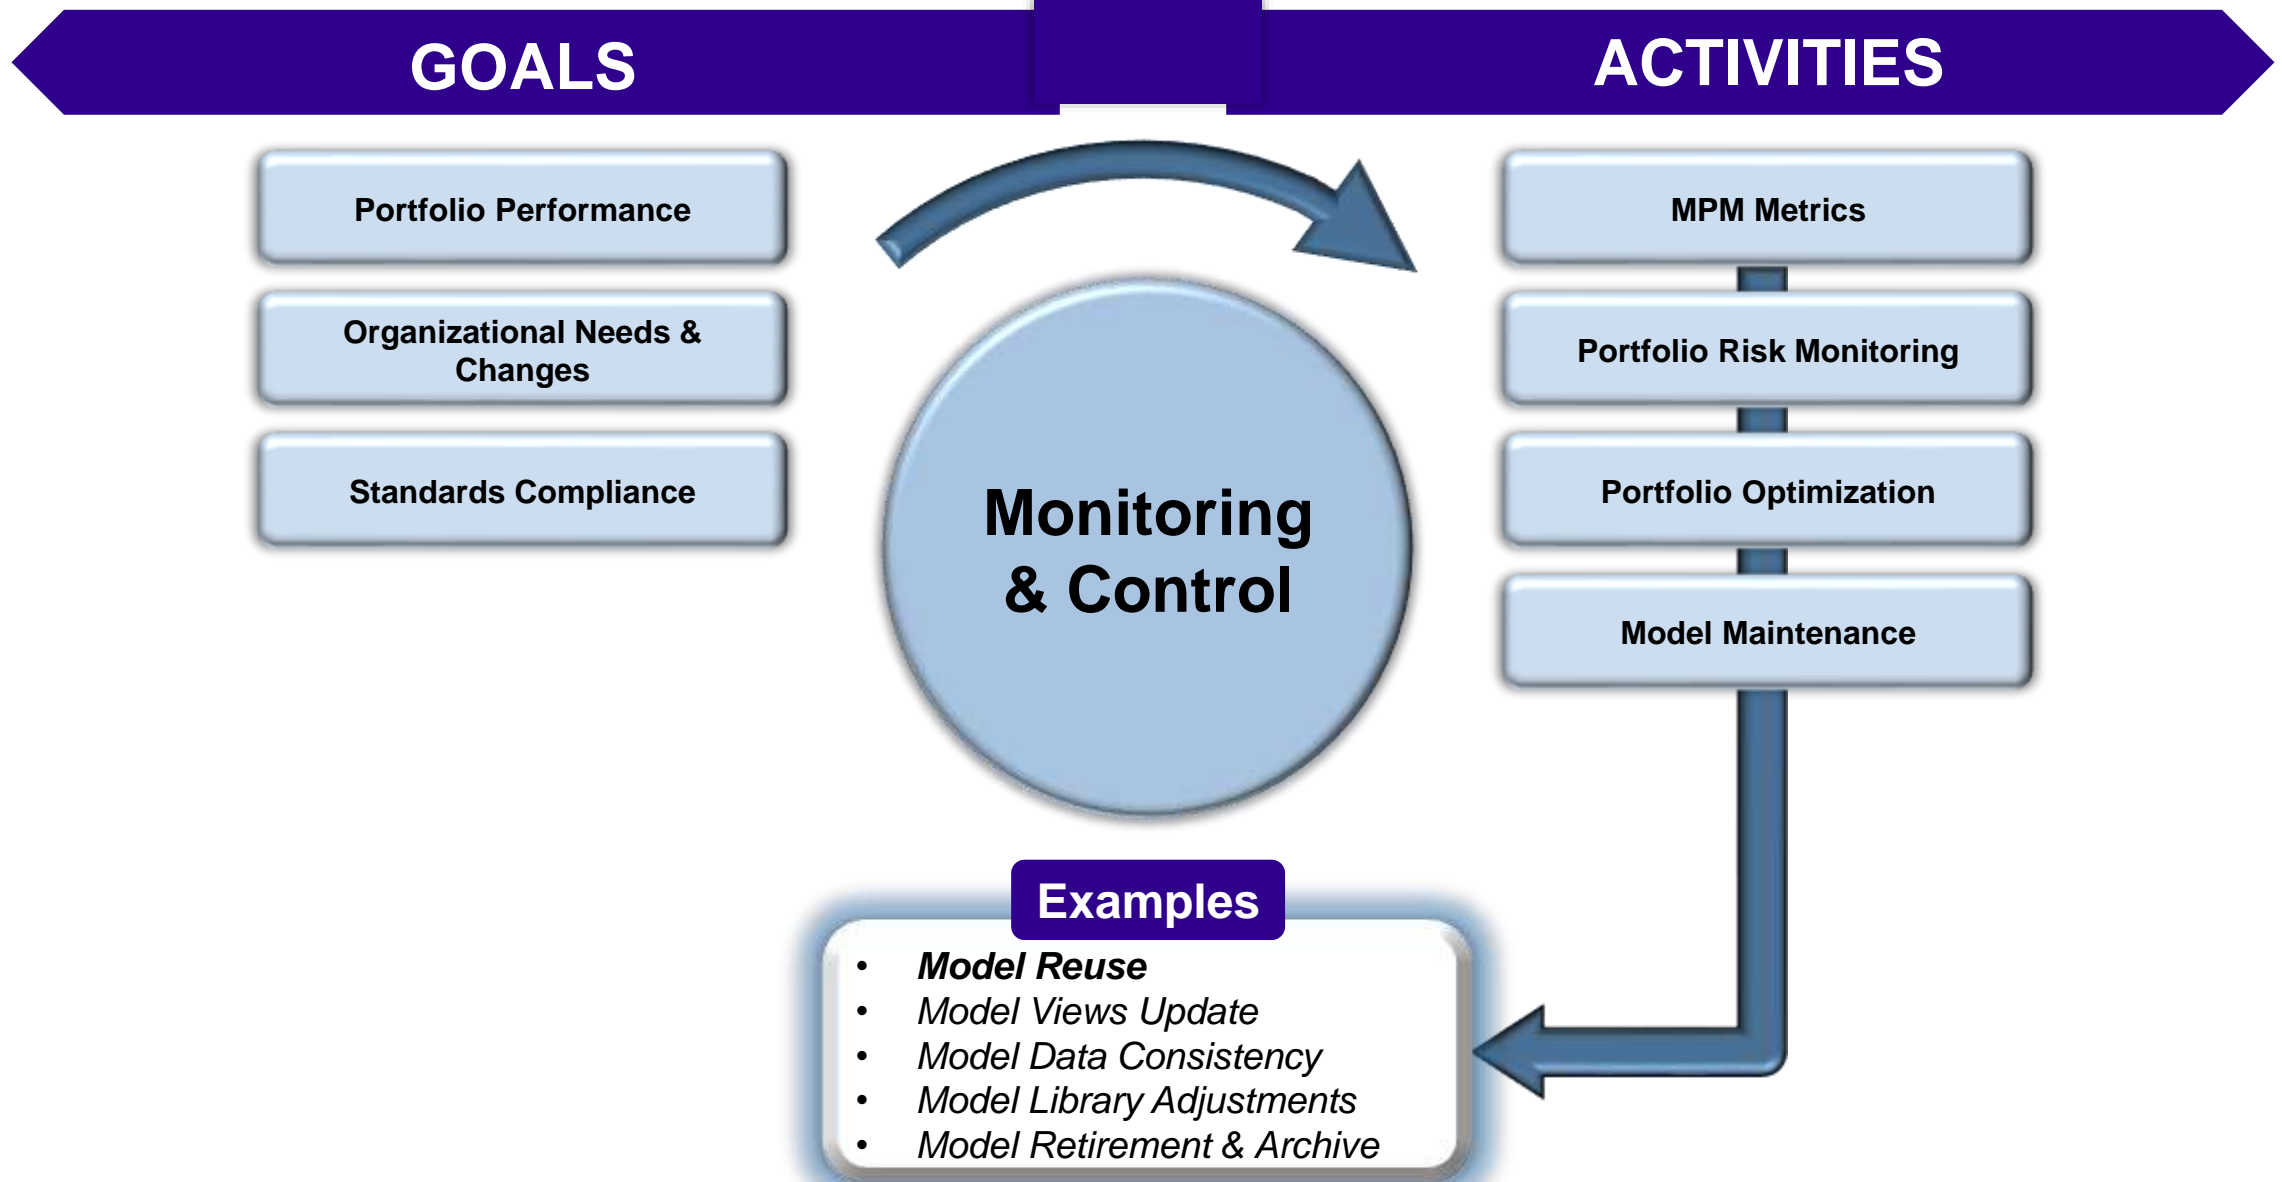 GOALS
ACTIVITIES
Portfolio Performance
Organizational Needs &
Changes
Standards Compliance
Monitoring
& Control
MPM Metrics
Portfolio Risk Monitoring
Portfolio Optimization
Model Maintenance
Examples
• Model Reuse
• Model Views Update
• Model Data Consistency
• Model Library Adjustments
• Model Retirement & Archive